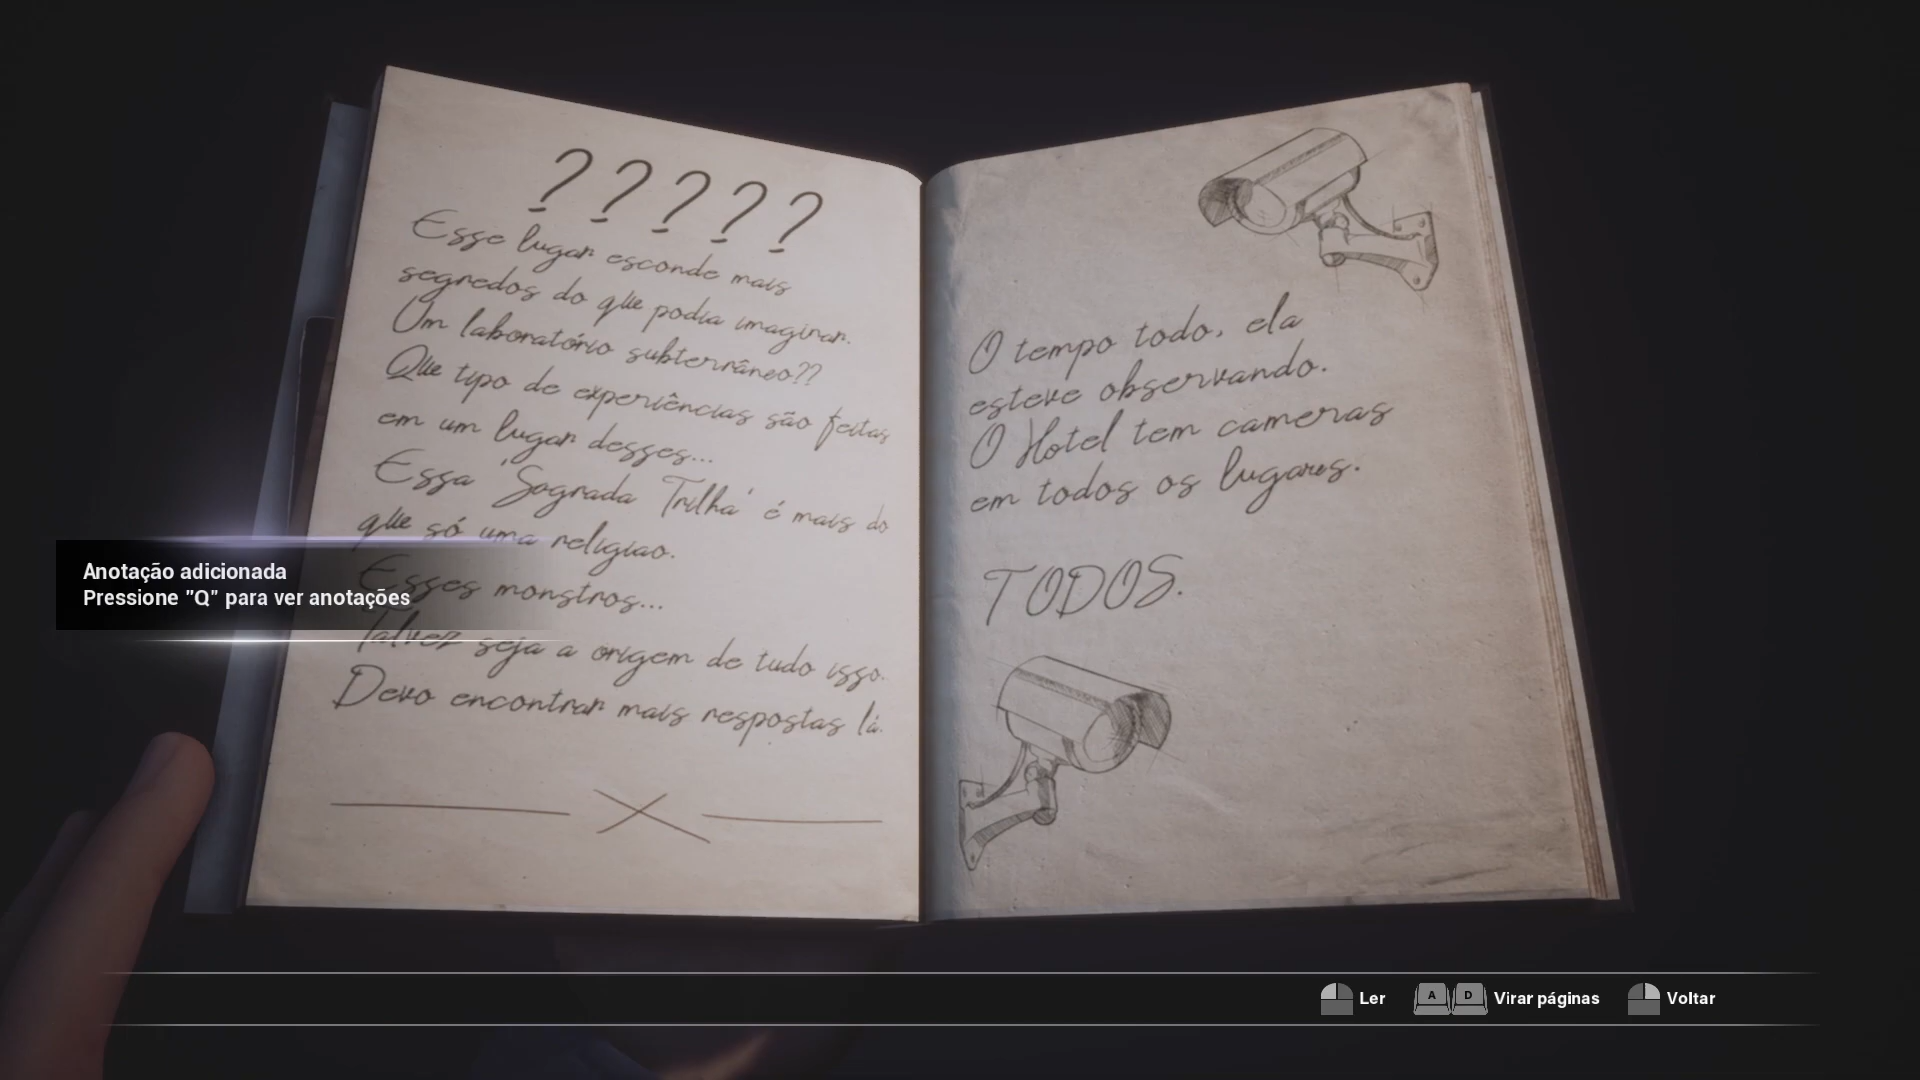 ?????
Esse lugar esconde mais
segredos do que podia imaginar.
Um laboratório subterrâneo??
Que tipo de experiências são feitas
em um lugar desses...
Essa 'Sagrada Trilha' é mais do
que só uma religiao.
Esses monstros...
Talvez seja a origem de tudo isso.
Devo encontrar mais respostas lá.
O tempo todo, ela
esteve observando.
O Hotel tem cameras
em todos os lugares.
TODOS.
Anotação adicionada
Pressione "Q" para ver anotações
Ler A D Virar páginas Voltar